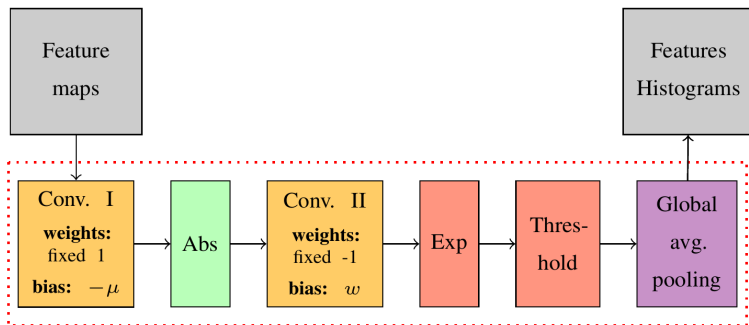 Feature
maps
Features
Histograms
Conv. I
weights:
fixed 1
bias: −μ
Abs
Conv. II
weights:
fixed -1
bias: w
Exp
Thres-
hold
Global
avg.
pooling